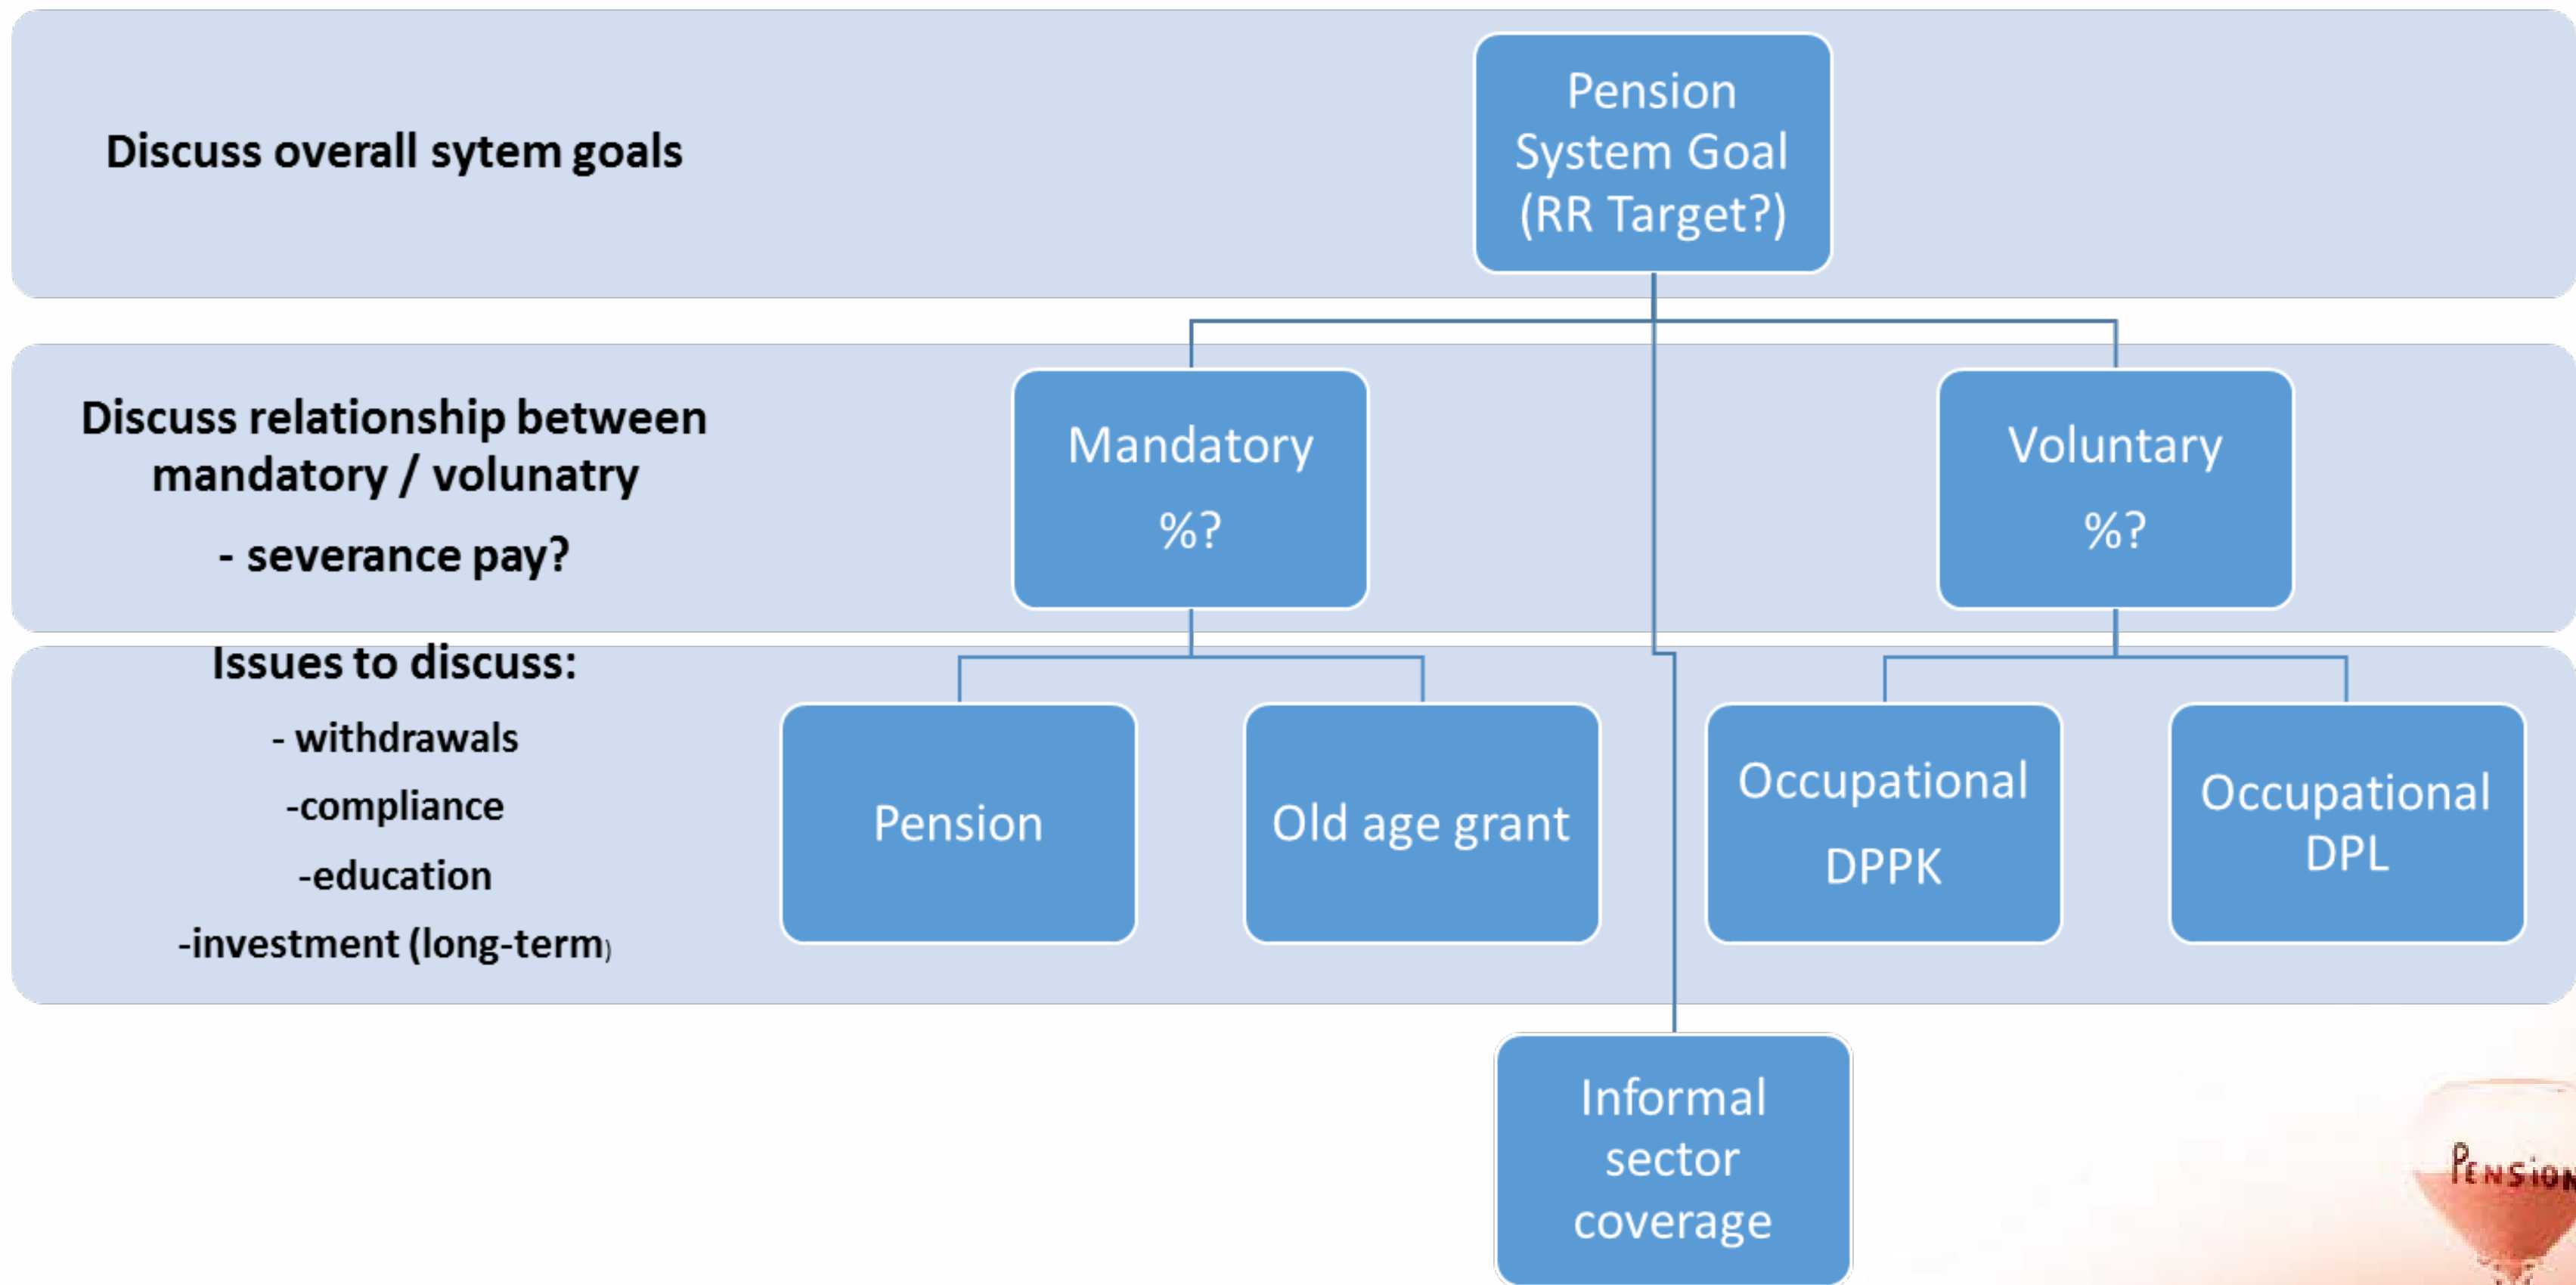 Discuss overall sytem goals
Pension
System Goal
(RR Target?)
Discuss relationship between
mandatory / volunatry
- severance pay?
Mandatory
%?
Voluntary
%?
Issues to discuss:
- withdrawals
-compliance
-education
-investment (long-term)
Pension
Old age grant
Occupational
DPPK
Occupational
DPL
Informal
sector
coverage
PENSION